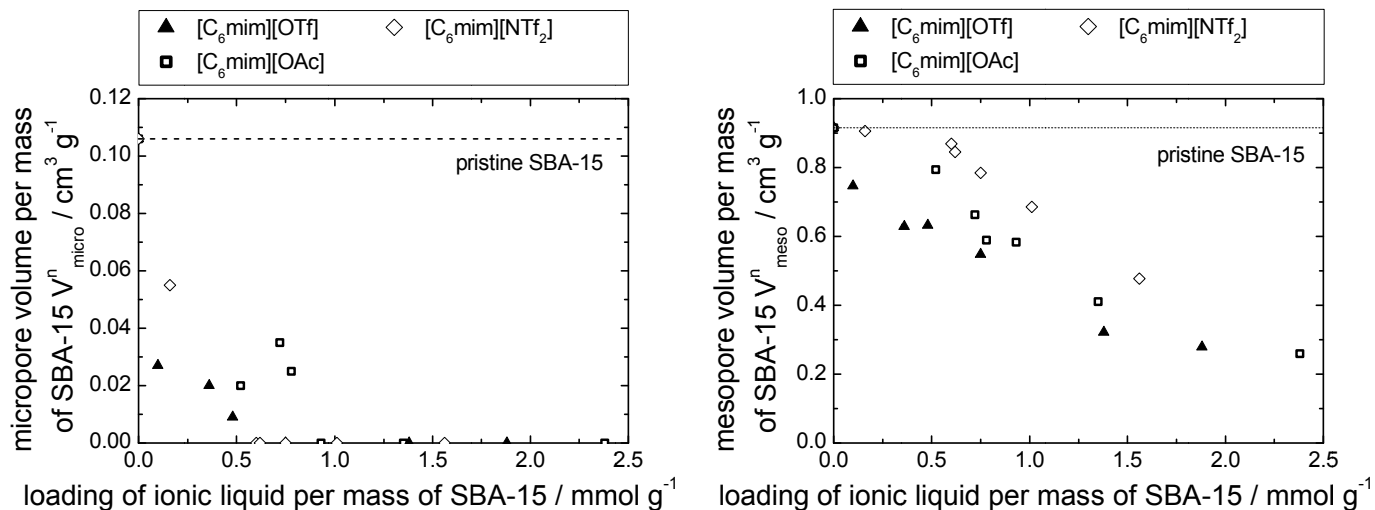 [C₆mim][OTf] [C₆mim][NTf₂]
[C₆mim][OAc]
0.12
0.10
0.08
0.06
0.04
0.02
0.00
micropore volume per mass
of SBA-15 Vⁿmicro / cm³ g⁻¹
pristine SBA-15
0.0 0.5 1.0 1.5 2.0 2.5
loading of ionic liquid per mass of SBA-15 / mmol g⁻¹
[C₆mim][OTf] [C₆mim][NTf₂]
[C₆mim][OAc]
1.0
0.8
0.6
0.4
0.2
0.0
mesopore volume per mass
of SBA-15 Vⁿmeso / cm³ g⁻¹
pristine SBA-15
0.0 0.5 1.0 1.5 2.0 2.5
loading of ionic liquid per mass of SBA-15 / mmol g⁻¹